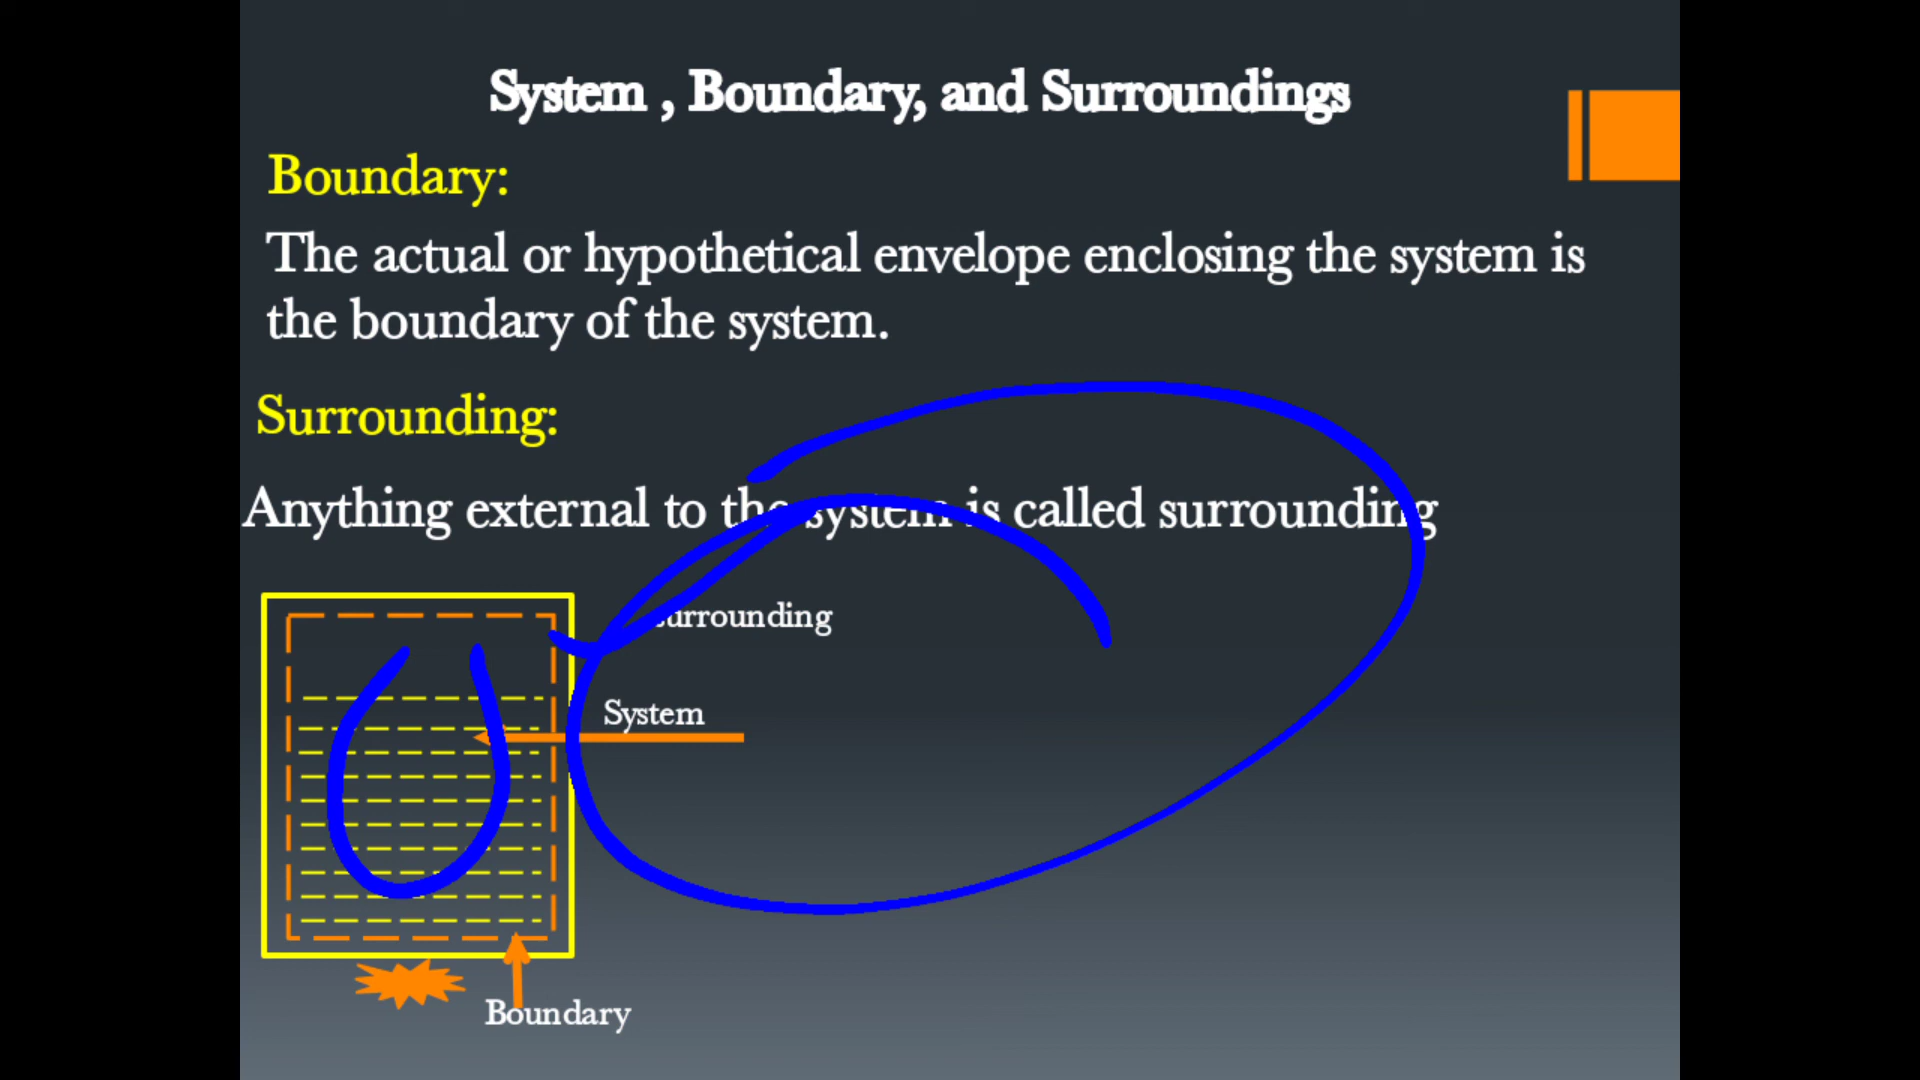 System , Boundary, and Surroundings
Boundary:
The actual or hypothetical envelope enclosing the system is
the boundary of the system.
Surrounding:
Anything external to the system is called surrounding
Surrounding
System
Boundary